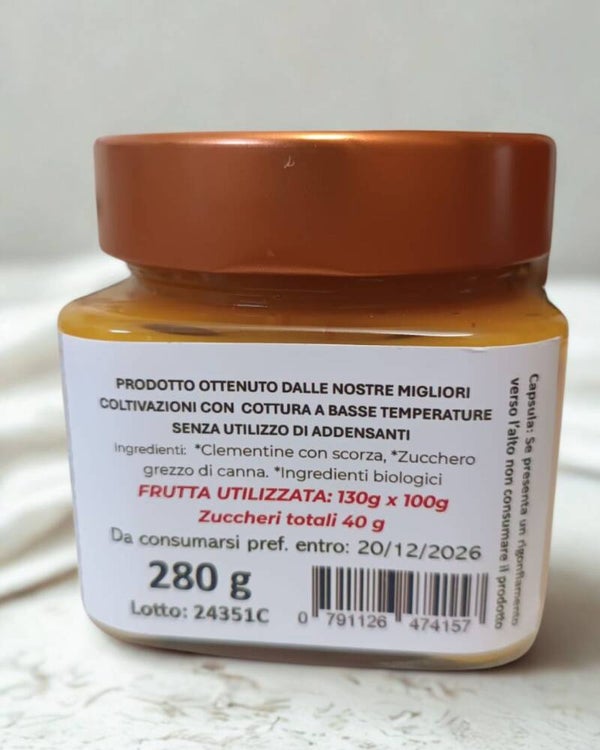 PRODOTTO OTTENUTO DALLE NOSTRE MIGLIORI
COLTIVAZIONI CON COTTURA A BASSE TEMPERATURE
SENZA UTILIZZO DI ADDENSANTI
Ingredienti: *Clementine con scorza, *Zucchero
grezzo di canna. *Ingredienti biologici
FRUTTA UTILIZZATA: 130g x 100g
Zuccheri totali 40 g
Da consumarsi pref. entro: 20/12/2026
280 g
Lotto: 24351C
0 791126 474157
Capsula: Se presenta un rigonfiamento
verso l'alto non consumare il prodotto